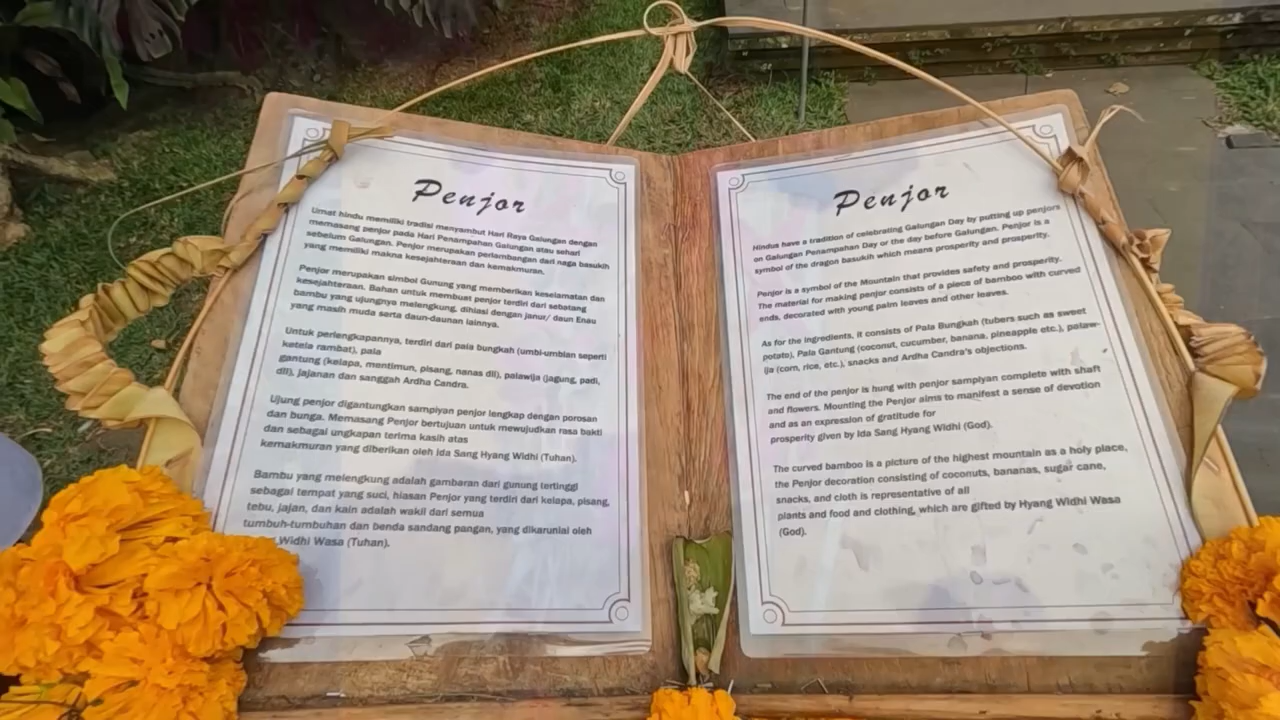 Penjor
Umat hindu memiliki tradisi menyambut Hari Raya Galungan dengan
memasang penjor pada Hari Penampahan Galungan atau sehari
sebelum Galungan. Penjor merupakan perlambangan dari naga basukih
yang memiliki makna kesejahteraan dan kemakmuran.
Penjor merupakan simbol Gunung yang memberikan keselamatan dan
kesejahteraan. Bahan untuk membuat penjor terdiri dari sebatang
bambu yang ujungnya melengkung, dihiasi dengan janur/ daun Enau
yang masih muda serta daun-daunan lainnya.
Untuk perlengkapannya, terdiri dari pala bungkah (umbi-umbian seperti
ketela rambat), pala
gantung (kelapa, mentimun, pisang, nanas dll), palawija (jagung, padi,
dll), jajanan dan sanggah Ardha Candra.
Ujung penjor digantungkan sampiyan penjor lengkap dengan porosan
dan bunga. Memasang Penjor bertujuan untuk mewujudkan rasa bakti
dan sebagai ungkapan terima kasih atas
kemakmuran yang diberikan oleh Ida Sang Hyang Widhi (Tuhan).
Bambu yang melengkung adalah gambaran dari gunung tertinggi
sebagai tempat yang suci, hiasan Penjor yang terdiri dari kelapa, pisang,
tebu, jajan, dan kain adalah wakil dari semua
tumbuh-tumbuhan dan benda sandang pangan, yang dikaruniai oleh
Widhi Wasa (Tuhan).
Penjor
Hindus have a tradition of celebrating Galungan Day by putting up penjors
on Galungan Penampahan Day or the day before Galungan. Penjor is a
symbol of the dragon basukih which means prosperity and prosperity.
Penjor is a symbol of the Mountain that provides safety and prosperity.
The material for making penjor consists of a piece of bamboo with curved
ends, decorated with young palm leaves and other leaves.
As for the ingredients, it consists of Pala Bungkah (tubers such as sweet
potato), Pala Gantung (coconut, cucumber, banana, pineapple etc.), palaw-
ija (corn, rice, etc.), snacks and Ardha Candra's objections.
The end of the penjor is hung with penjor sampiyan complete with shaft
and flowers. Mounting the Penjor aims to manifest a sense of devotion
and as an expression of gratitude for
prosperity given by Ida Sang Hyang Widhi (God).
The curved bamboo is a picture of the highest mountain as a holy place,
the Penjor decoration consisting of coconuts, bananas, sugar cane,
snacks, and cloth is representative of all
plants and food and clothing, which are gifted by Hyang Widhi Wasa
(God).